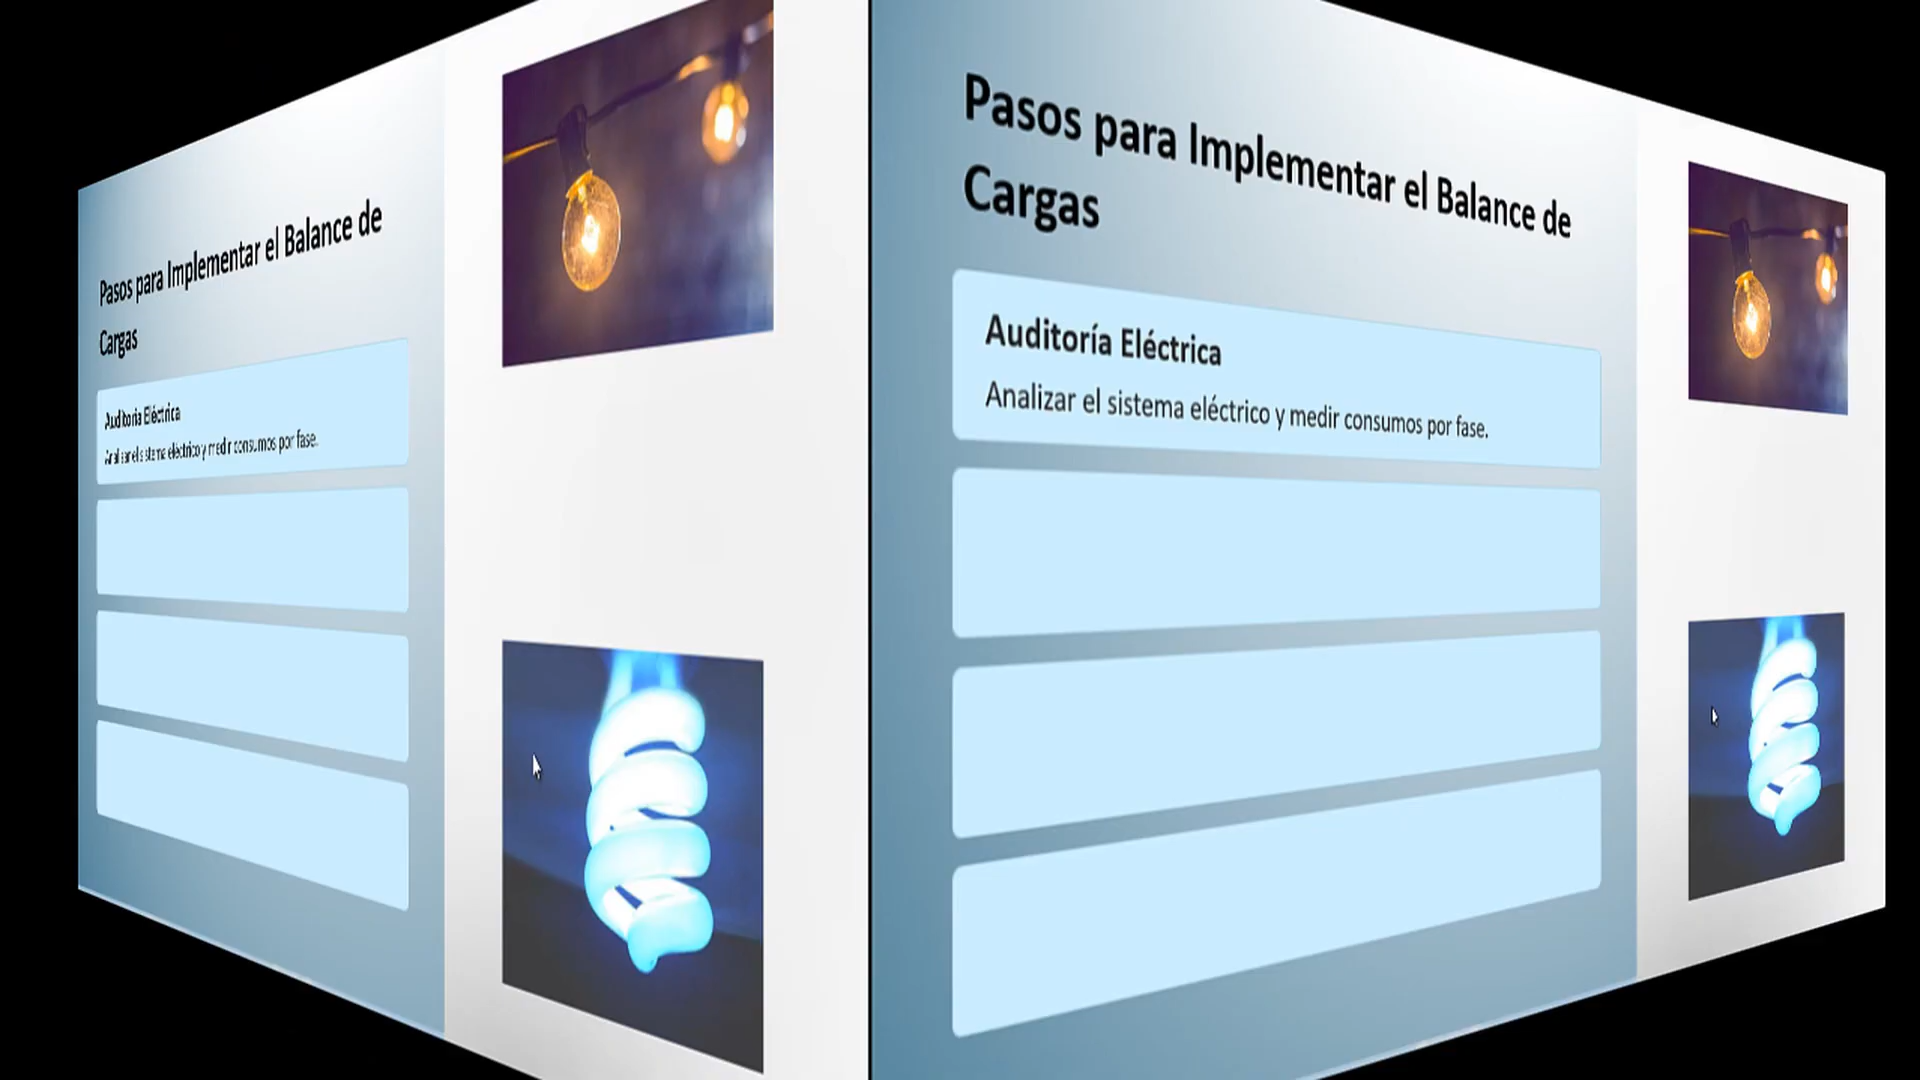 Pasos para Implementar el Balance de
Cargas
Auditoría Eléctrica
Analizar el sistema eléctrico y medir consumos por fase.
Pasos para Implementar el Balance de
Cargas
Auditoría Eléctrica
Analizar el sistema eléctrico y medir consumos por fase.